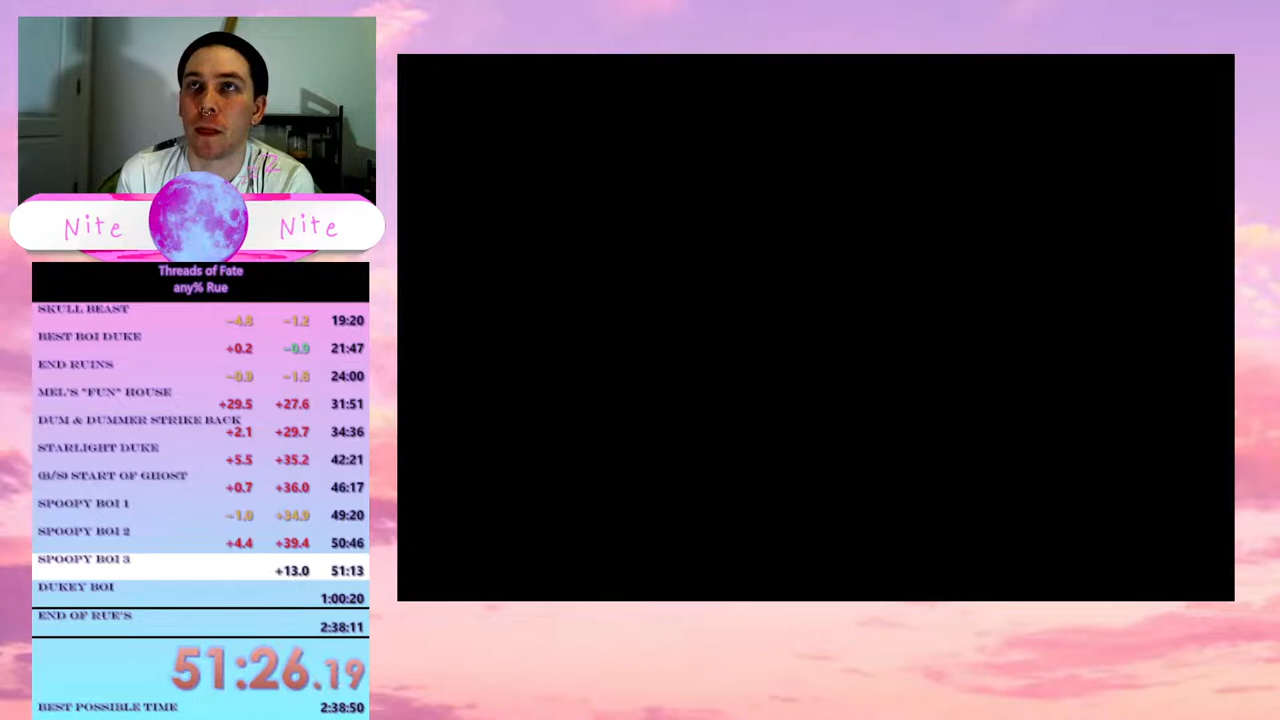 Nite Nite
Threads of Fate
any% Rue
SKULL BEAST
-4.8 -1.2 19:20
BEST BOI DUKE
+0.2 -0.9 21:47
END RUINS
-0.9 -1.8 24:00
MEL'S "FUN" HOUSE
+29.5 +27.6 31:51
DUM & DUMMER STRIKE BACK
+2.1 +29.7 34:36
STARLIGHT DUKE
+5.5 +35.2 42:21
(B/S) START OF GHOST
+0.7 +36.0 46:17
SPOOPY BOI 1
-1.0 +34.9 49:20
SPOOPY BOI 2
+4.4 +39.4 50:46
SPOOPY BOI 3
+13.0 51:13
DUKEY BOI
1:00:20
END OF RUE'S
2:38:11
51:26.19
BEST POSSIBLE TIME 2:38:50